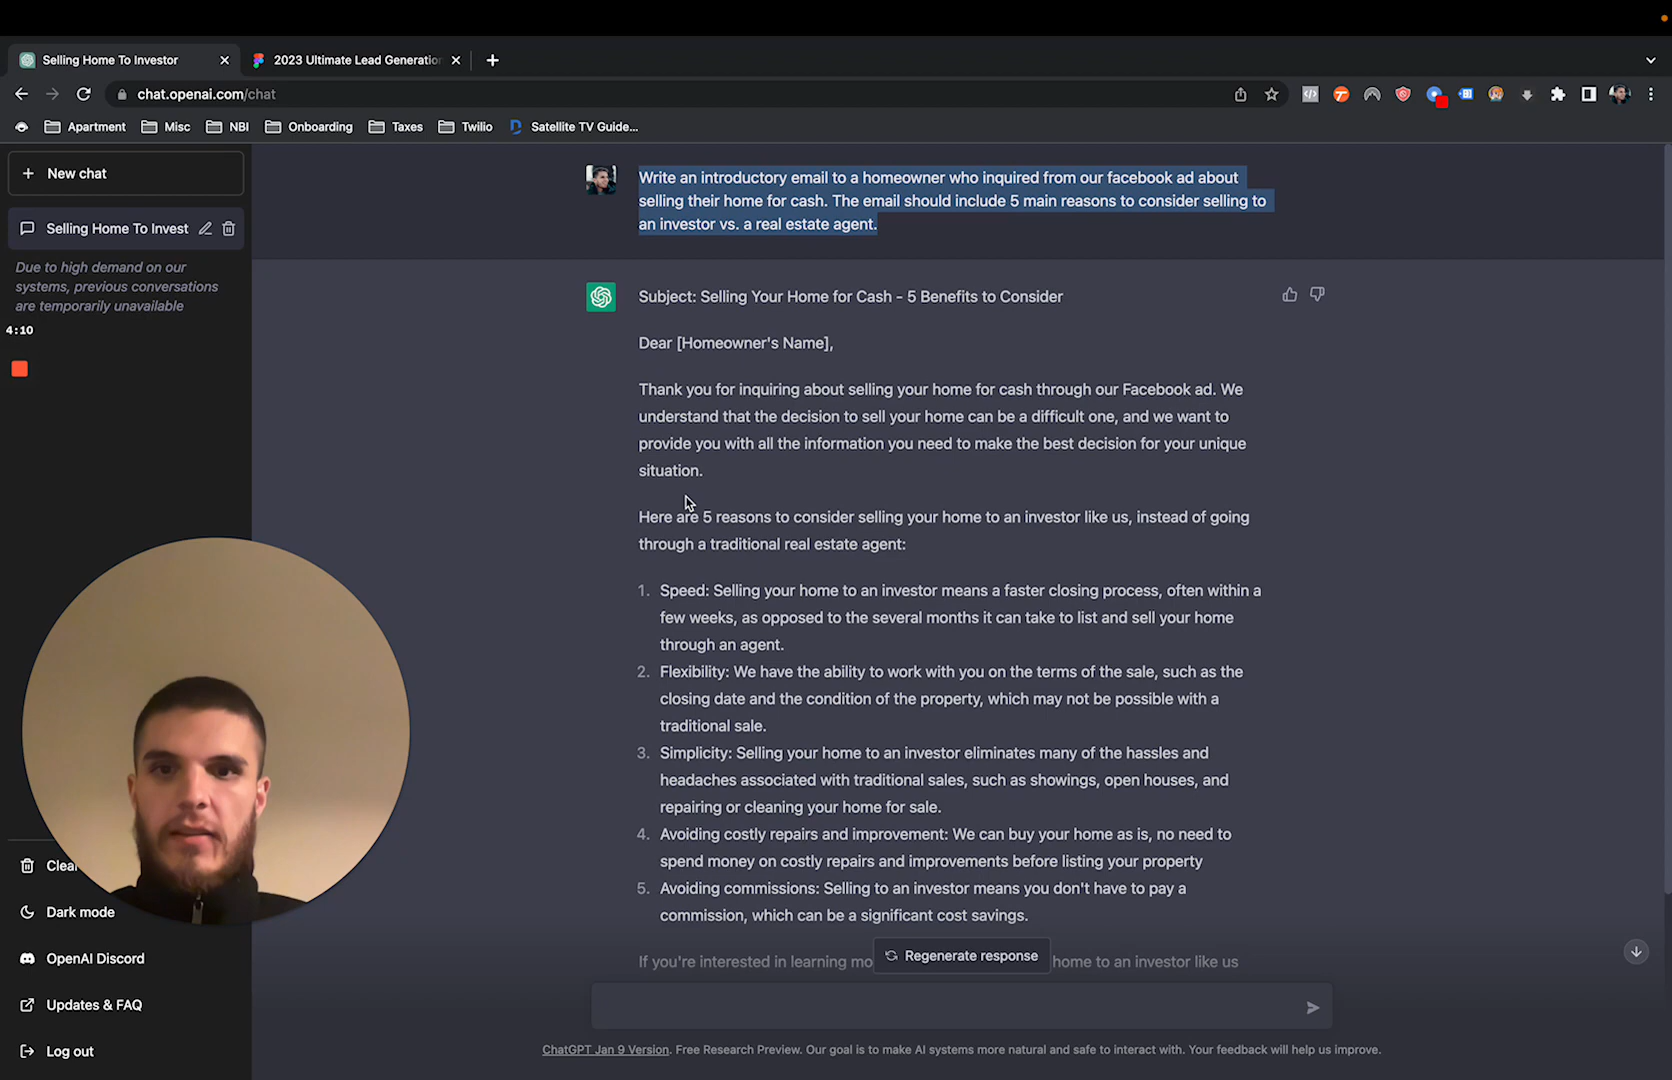 Selling Home To Investor
2023 Ultimate Lead Generation
chat.openai.com/chat
Apartment
Misc
NBI
Onboarding
Taxes
Twilio
Satellite TV Guide...
New chat
Selling Home To Invest
Due to high demand on our
systems, previous conversations
are temporarily unavailable
4:10
Write an introductory email to a homeowner who inquired from our facebook ad about
selling their home for cash. The email should include 5 main reasons to consider selling to
an investor vs. a real estate agent.
Subject: Selling Your Home for Cash - 5 Benefits to Consider
Dear [Homeowner's Name],
Thank you for inquiring about selling your home for cash through our Facebook ad. We
understand that the decision to sell your home can be a difficult one, and we want to
provide you with all the information you need to make the best decision for your unique
situation.
Here are 5 reasons to consider selling your home to an investor like us, instead of going
through a traditional real estate agent:
1. Speed: Selling your home to an investor means a faster closing process, often within a
few weeks, as opposed to the several months it can take to list and sell your home
through an agent.
2. Flexibility: We have the ability to work with you on the terms of the sale, such as the
closing date and the condition of the property, which may not be possible with a
traditional sale.
3. Simplicity: Selling your home to an investor eliminates many of the hassles and
headaches associated with traditional sales, such as showings, open houses, and
repairing or cleaning your home for sale.
4. Avoiding costly repairs and improvement: We can buy your home as is, no need to
spend money on costly repairs and improvements before listing your property
5. Avoiding commissions: Selling to an investor means you don't have to pay a
commission, which can be a significant cost savings.
If you're interested in learning mo
home to an investor like us
Regenerate response
Clea
Dark mode
OpenAI Discord
Updates & FAQ
Log out
ChatGPT Jan 9 Version. Free Research Preview. Our goal is to make AI systems more natural and safe to interact with. Your feedback will help us improve.